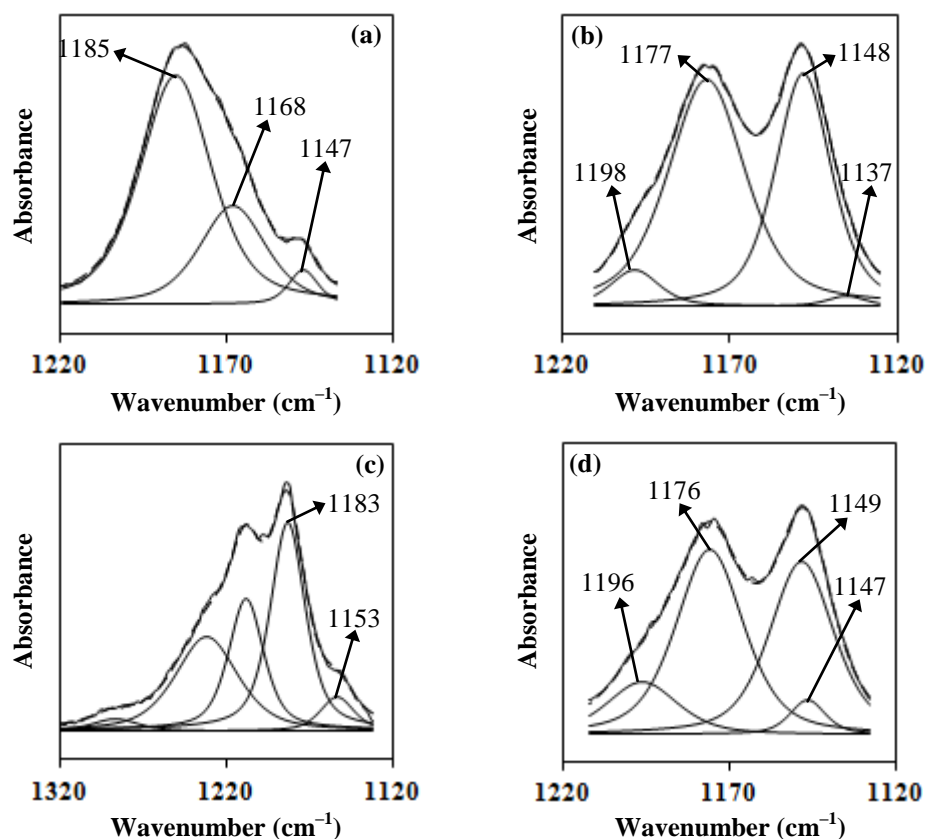 (a)
1185
1168
1147
Absorbance
1220 1170 1120
Wavenumber (cm⁻¹)
(b)
1177
1148
1198
1137
Absorbance
1220 1170 1120
Wavenumber (cm⁻¹)
(c)
1183
1153
Absorbance
1320 1220 1120
Wavenumber (cm⁻¹)
(d)
1176
1149
1196
1147
Absorbance
1220 1170 1120
Wavenumber (cm⁻¹)